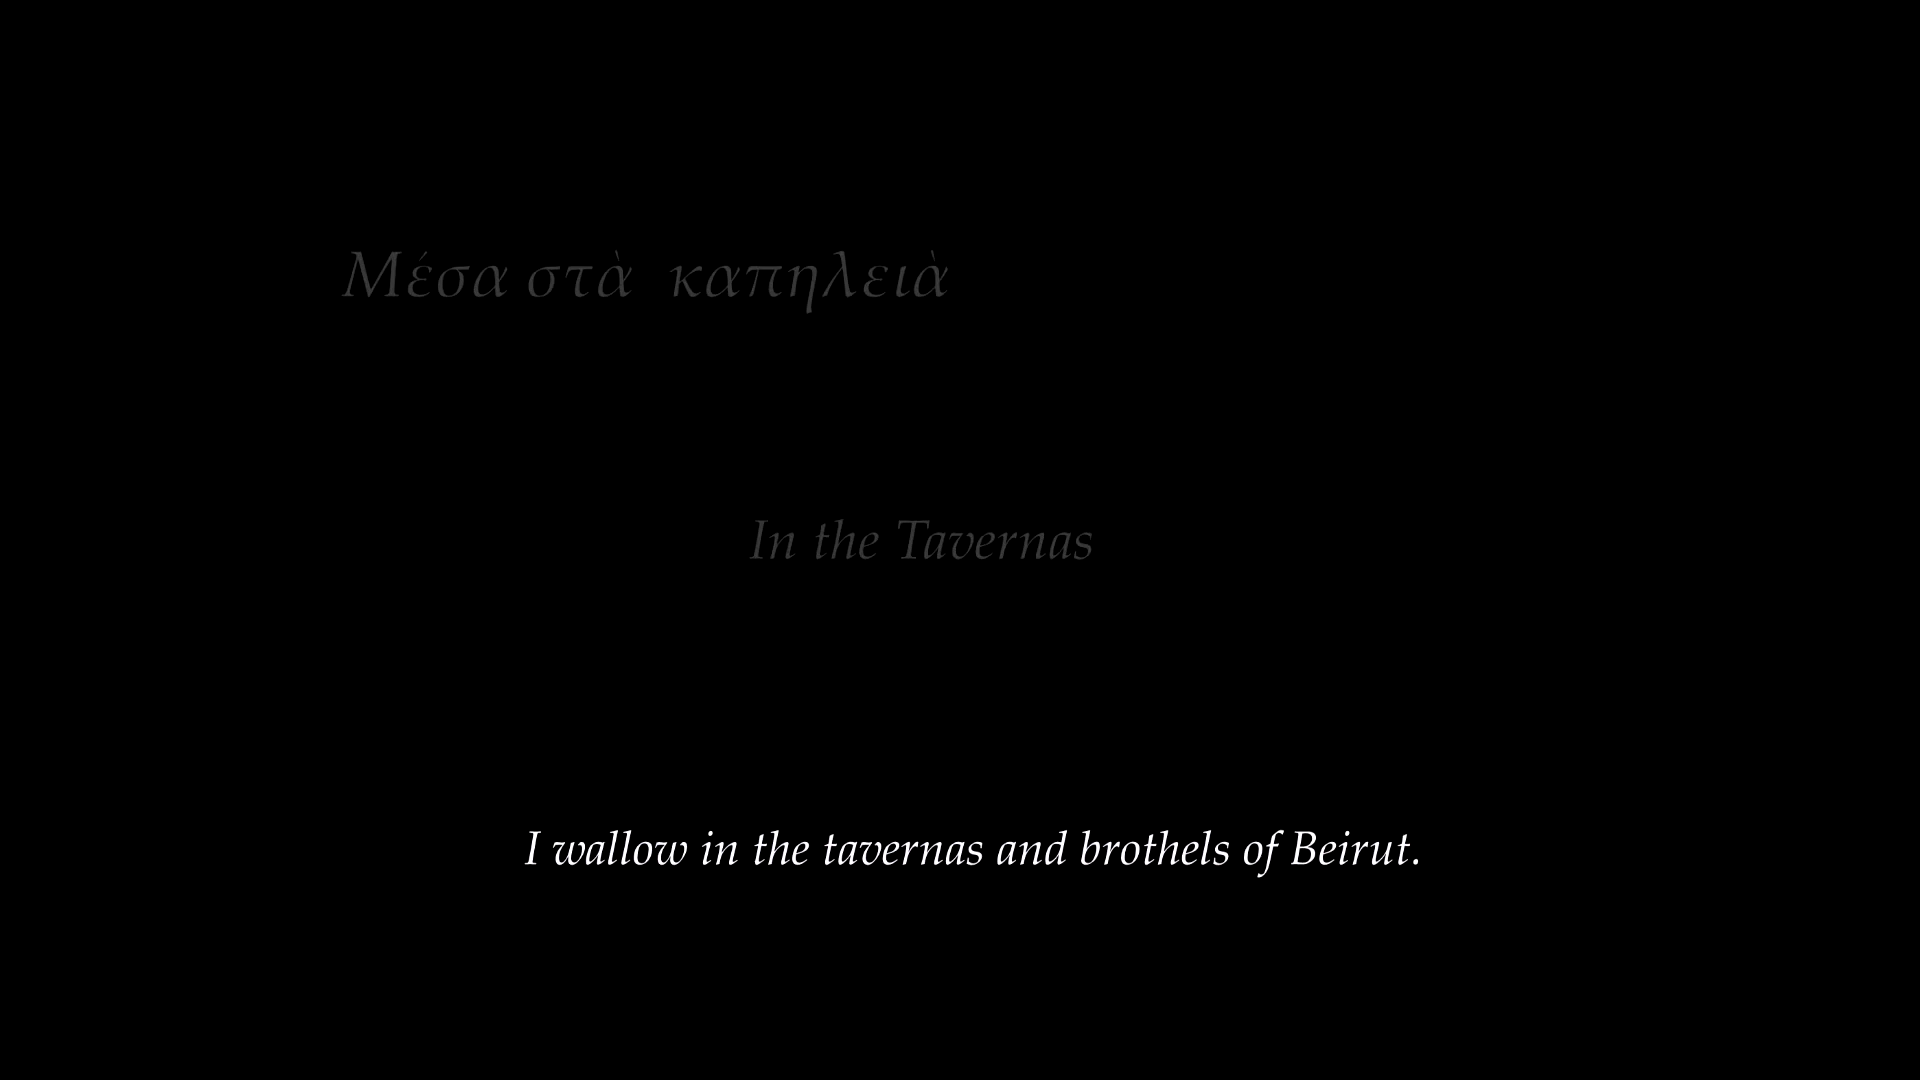 Μέσα στὰ καπηλειὰ
In the Tavernas
I wallow in the tavernas and brothels of Beirut.